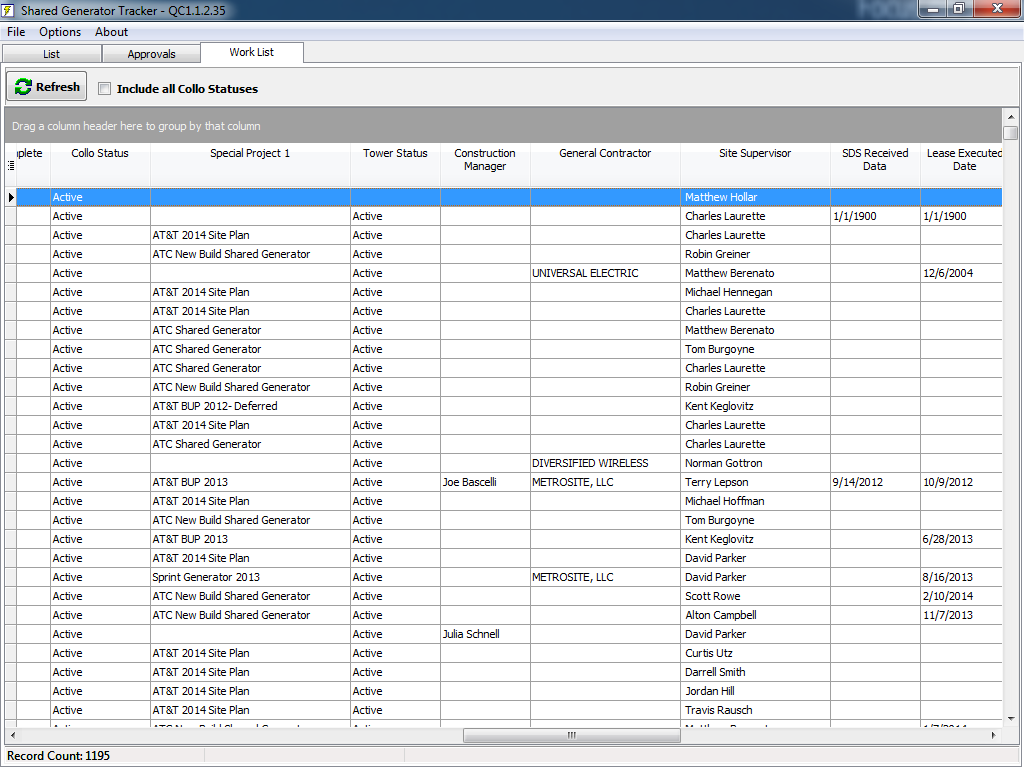 Shared Generator Tracker - QC1.1.2.35
File Options About
List Approvals Work List
Refresh Include all Collo Statuses
Drag a column header here to group by that column
plete Collo Status Special Project 1 Tower Status Construction Manager General Contractor Site Supervisor SDS Received Data Lease Executed Date
Active Matthew Hollar
Active Active Charles Laurette 1/1/1900 1/1/1900
Active AT&T 2014 Site Plan Active Charles Laurette
Active ATC New Build Shared Generator Active Robin Greiner
Active Active UNIVERSAL ELECTRIC Matthew Berenato 12/6/2004
Active AT&T 2014 Site Plan Active Michael Hennegan
Active AT&T 2014 Site Plan Active Charles Laurette
Active ATC Shared Generator Active Matthew Berenato
Active ATC Shared Generator Active Tom Burgoyne
Active ATC Shared Generator Active Charles Laurette
Active ATC New Build Shared Generator Active Robin Greiner
Active AT&T BUP 2012- Deferred Active Kent Keglovitz
Active AT&T 2014 Site Plan Active Charles Laurette
Active ATC Shared Generator Active Charles Laurette
Active Active DIVERSIFIED WIRELESS Norman Gottron
Active AT&T BUP 2013 Active Joe Bascelli METROSITE, LLC Terry Lepson 9/14/2012 10/9/2012
Active AT&T 2014 Site Plan Active Michael Hoffman
Active ATC New Build Shared Generator Active Tom Burgoyne
Active AT&T BUP 2013 Active Kent Keglovitz 6/28/2013
Active AT&T 2014 Site Plan Active David Parker
Active Sprint Generator 2013 Active METROSITE, LLC David Parker 8/16/2013
Active ATC New Build Shared Generator Active Scott Rowe 2/10/2014
Active ATC New Build Shared Generator Active Alton Campbell 11/7/2013
Active Active Julia Schnell David Parker
Active AT&T 2014 Site Plan Active Curtis Utz
Active AT&T 2014 Site Plan Active Darrell Smith
Active AT&T 2014 Site Plan Active Jordan Hill
Active AT&T 2014 Site Plan Active Travis Rausch
Record Count: 1195